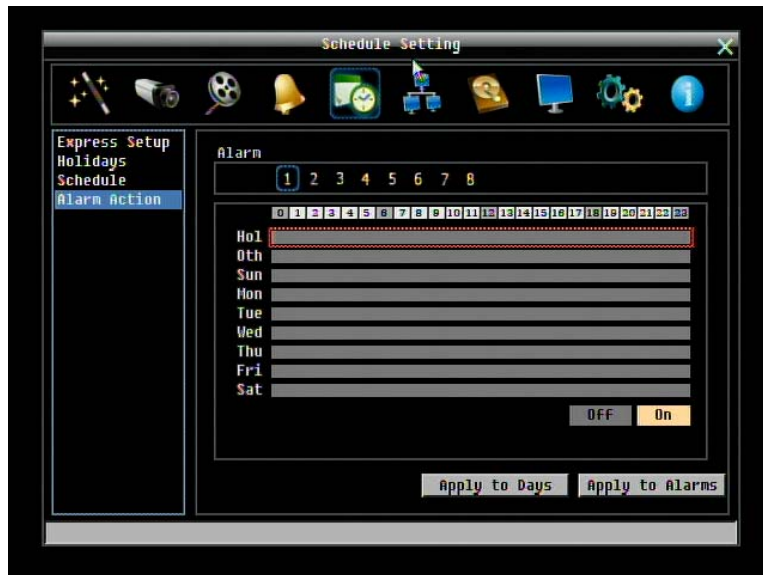 Schedule Setting
Express Setup
Holidays
Schedule
Alarm Action
Alarm
1 2 3 4 5 6 7 8
0 1 2 3 4 5 6 7 8 9 10 11 12 13 14 15 16 17 18 19 20 21 22 23
Hol
Oth
Sun
Mon
Tue
Wed
Thu
Fri
Sat
Off On
Apply to Days Apply to Alarms